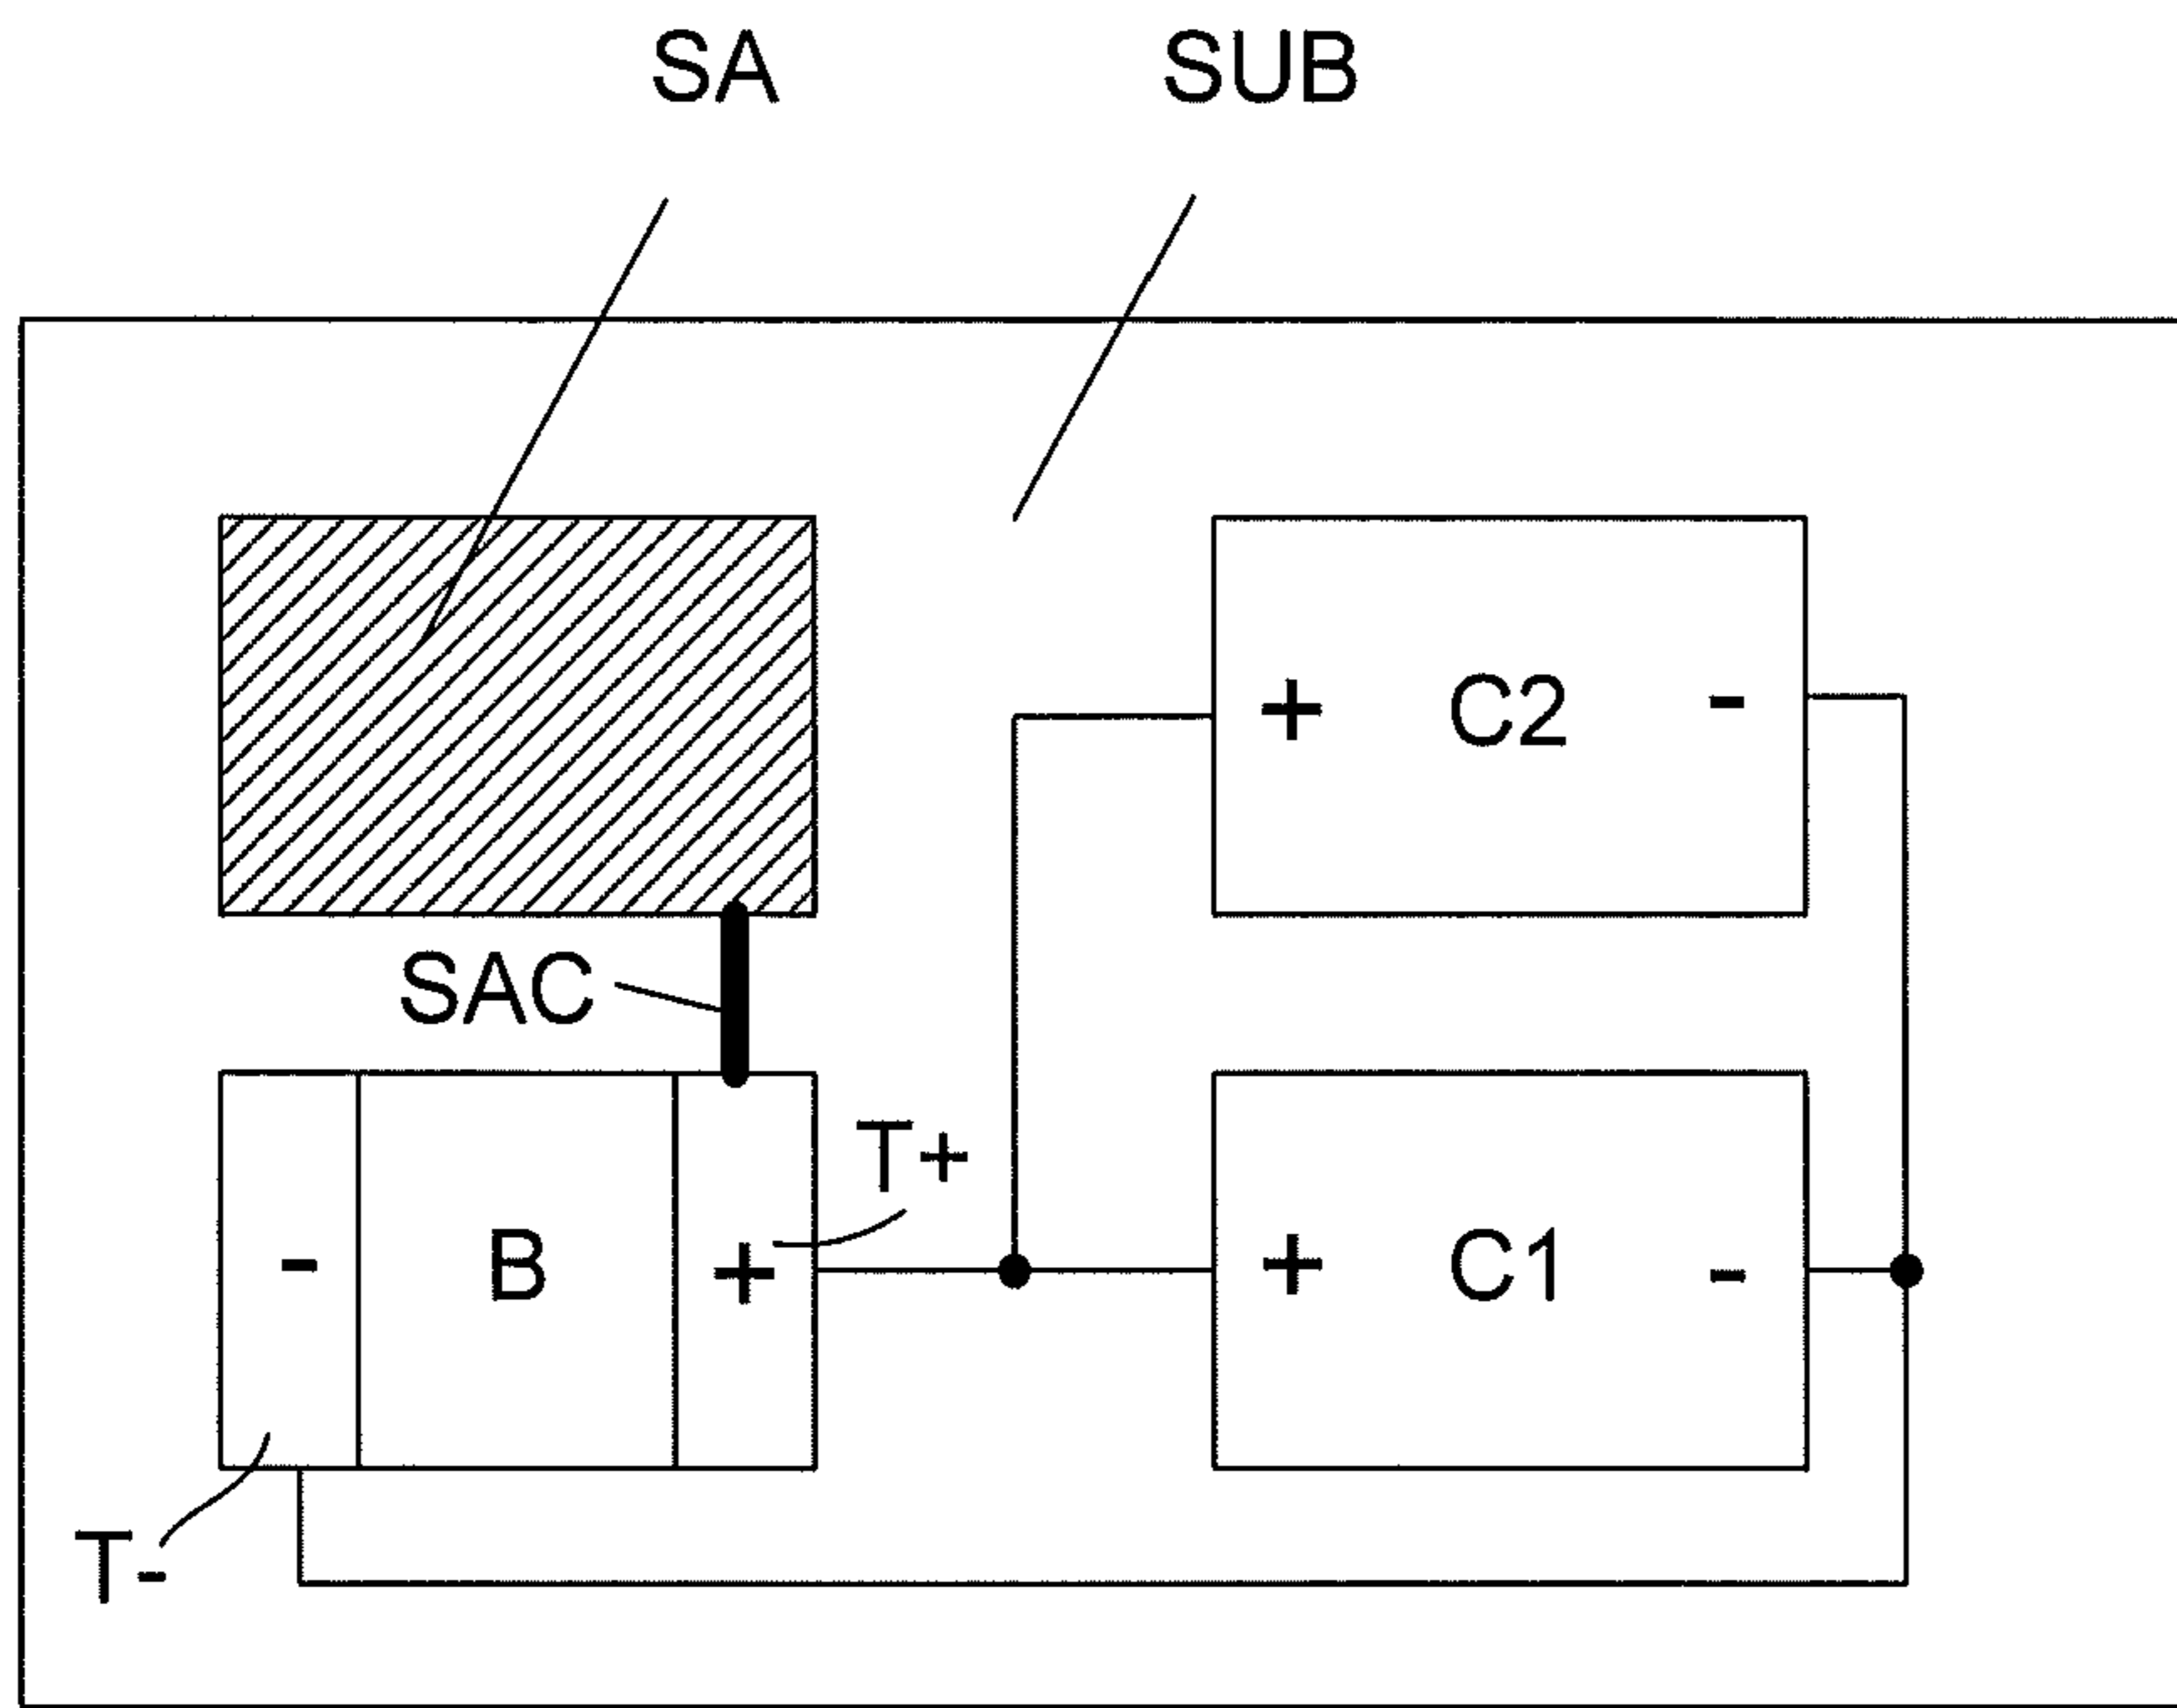 SA SUB
+ C2 -
SAC
T+
- B + + C1 -
T-